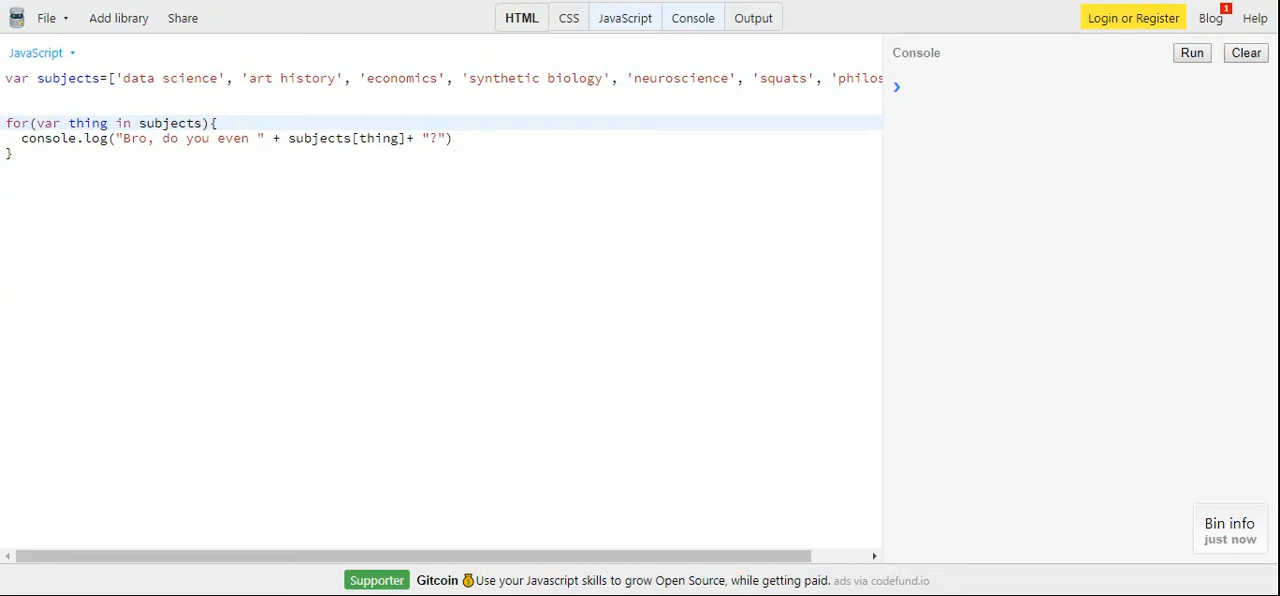 File Add library Share HTML CSS JavaScript Console Output Login or Register Blog 1 Help
JavaScript
Console Run Clear
var subjects=['data science', 'art history', 'economics', 'synthetic biology', 'neuroscience', 'squats', 'philos
for(var thing in subjects){
console.log("Bro, do you even " + subjects[thing]+ "?")
}
Bin info
just now
Supporter Gitcoin 💰Use your Javascript skills to grow Open Source, while getting paid. ads via codefund.io